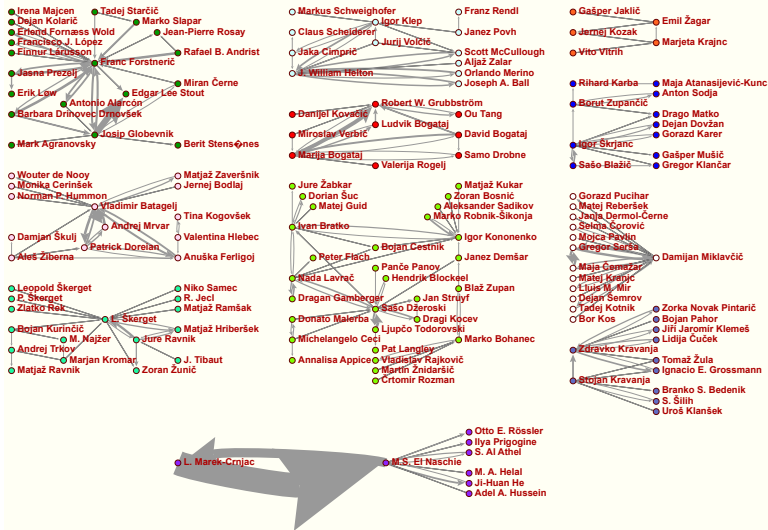 Irena Majcen
Tadej Starčič
Dejan Kolarič
Marko Slapar
Erlend Fornæss Wold
Jean-Pierre Rosay
Francisco J. López
Finnur Lárusson
Rafael B. Andrist
Franc Forstnerič
Jasna Prezelj
Miran Černe
Erik Løw
Edgar Lee Stout
Antonio Alarcón
Barbara Drinovec Drnovšek
Josip Globevnik
Mark Agranovsky
Berit Stens�nes
Markus Schweighofer
Franz Rendl
Igor Klep
Claus Scheiderer
Janez Povh
Jurij Volčič
Jaka Cimprič
Scott McCullough
Aljaž Zalar
J. William Helton
Orlando Merino
Joseph A. Ball
Gašper Jaklič
Emil Žagar
Jernej Kozak
Marjeta Krajnc
Vito Vitrih
Danijel Kovačič
Robert W. Grubbström
Ou Tang
Ludvik Bogataj
Miroslav Verbič
David Bogataj
Marija Bogataj
Samo Drobne
Valerija Rogelj
Rihard Karba
Maja Atanasijević-Kunc
Anton Sodja
Borut Zupančič
Drago Matko
Dejan Dovžan
Gorazd Karer
Igor Škrjanc
Gašper Mušič
Sašo Blažič
Gregor Klančar
Wouter de Nooy
Matjaž Zaveršnik
Monika Cerinšek
Jernej Bodlaj
Norman P. Hummon
Vladimir Batagelj
Tina Kogovšek
Andrej Mrvar
Damian Škulj
Valentina Hlebec
Patrick Doreian
Aleš Žiberna
Anuška Ferligoj
Jure Žabkar
Matjaž Kukar
Dorian Šuc
Zoran Bosnić
Matej Guid
Aleksander Sadikov
Marko Robnik-Šikonja
Ivan Bratko
Igor Kononenko
Bojan Cestnik
Peter Flach
Janez Demšar
Panče Panov
Nada Lavrač
Hendrik Blockeel
Blaž Zupan
Dragan Gamberger
Jan Struyf
Sašo Džeroski
Donato Malerba
Dragi Kocev
Ljupčo Todorovski
Michelangelo Ceci
Marko Bohanec
Pat Langley
Annalisa Appice
Vladislav Rajkovič
Martin Žnidaršič
Črtomir Rozman
Gorazd Pucihar
Matej Reberšek
Janja Dermol-Černe
Selma Čorović
Mojca Pavlin
Gregor Serša
Damijan Miklavčič
Maja Čemažar
Matej Kranjc
Lluis M. Mir
Dejan Šemrov
Tadej Kotnik
Bor Kos
Leopold Škerget
Niko Samec
P. Škerget
R. Jecl
Zlatko Rek
Matjaž Ramšak
L. Škerget
Bojan Kurinčič
Matjaž Hriberšek
M. Najžer
Jure Ravnik
Andrej Trkov
Marjan Kromar
J. Tibaut
Matjaž Ravnik
Zoran Žunič
Zorka Novak Pintarič
Bojan Pahor
Jiří Jaromír Klemeš
Lidija Čuček
Zdravko Kravanja
Tomaž Žula
Ignacio E. Grossmann
Stojan Kravanja
Branko S. Bedenik
S. Šilih
Uroš Klanšek
L. Marek-Crnjac
M.S. El Naschie
Otto E. Rössler
Ilya Prigogine
S. Al Athel
M. A. Helal
Ji-Huan He
Adel A. Hussein